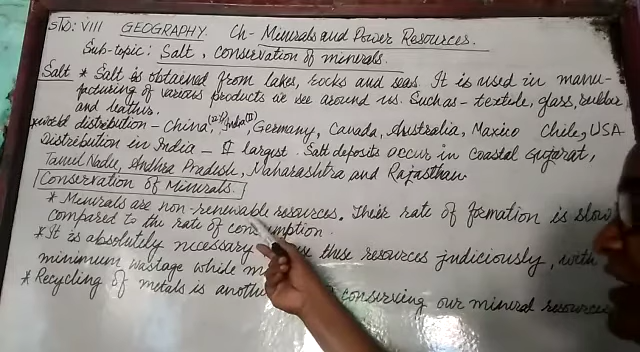 STD: VIII GEOGRAPHY. Ch- Minerals and Power Resources.
Sub-topic: Salt, conservation of minerals.
Salt * Salt is obtained from lakes, rocks and seas. It is used in manu-
facturing of various products we see around us. Such as - textile, glass, rubber
and leather.
* world distribution - China, India (II), Germany, Canada, Australia, Maxico Chile, USA
Distribution in India - II largest. Salt deposits occur in coastal Gujarat,
Tamil Nadu, Andhra Pradesh, Maharashtra and Rajasthan.
Conservation of Minerals.
* Minerals are non-renewable resources. Their rate of formation is slow
compared to the rate of consumption.
* It is absolutely necessary these resources judiciously, with
minimum wastage while
* Recycling of metals is conserving our mineral resources